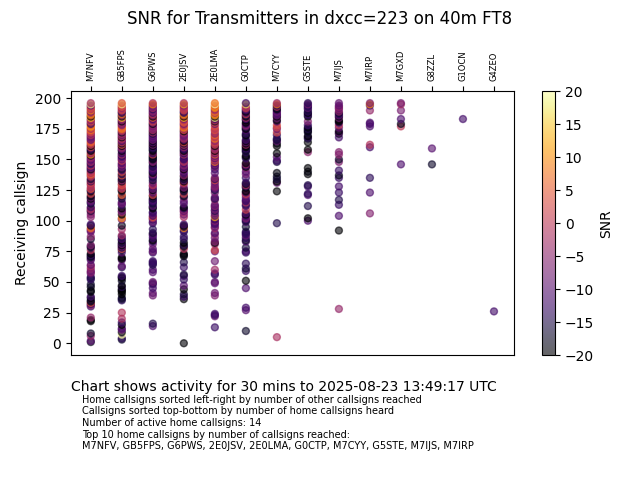 SNR for Transmitters in dxcc=223 on 40m FT8
M7NFV GB5FPS G6PWS 2E0JSV 2E0LMA G0CTP M7CYY G5STE M7IJS M7IRP M7GXD G8ZZL G1OCN G4ZEO
200
175
150
125
100
75
50
25
0
Receiving callsign
20
15
10
5
0
−5
−10
−15
−20
SNR
Chart shows activity for 30 mins to 2025-08-23 13:49:17 UTC
Home callsigns sorted left-right by number of other callsigns reached
Callsigns sorted top-bottom by number of home callsigns heard
Number of active home callsigns: 14
Top 10 home callsigns by number of callsigns reached:
M7NFV, GB5FPS, G6PWS, 2E0JSV, 2E0LMA, G0CTP, M7CYY, G5STE, M7IJS, M7IRP